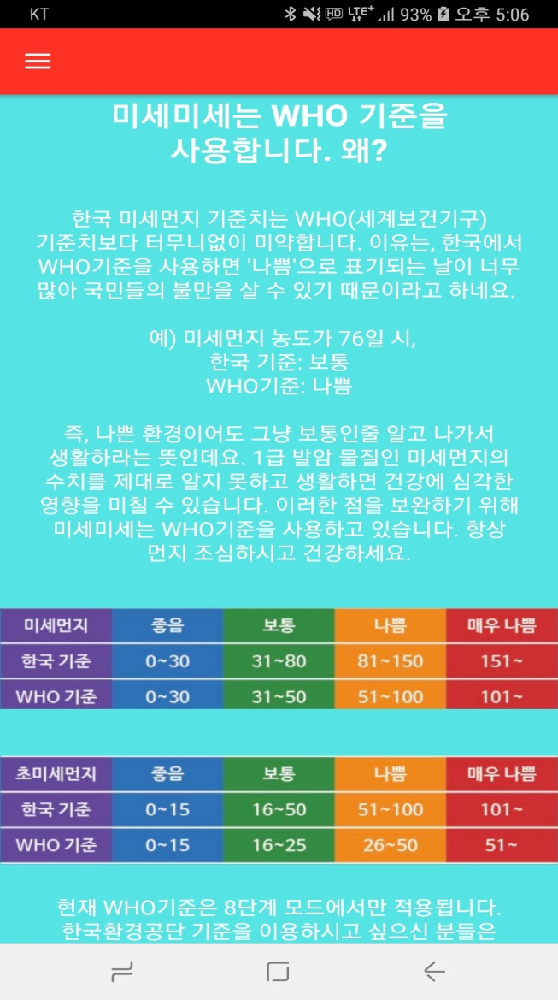 KT
HD LTE+ 93% 오후 5:06
미세미세는 WHO 기준을
사용합니다. 왜?
한국 미세먼지 기준치는 WHO(세계보건기구)
기준치보다 터무니없이 미약합니다. 이유는, 한국에서
WHO기준을 사용하면 '나쁨'으로 표기되는 날이 너무
많아 국민들의 불만을 살 수 있기 때문이라고 하네요.
예) 미세먼지 농도가 76일 시,
한국 기준: 보통
WHO기준: 나쁨
즉, 나쁜 환경이어도 그냥 보통인줄 알고 나가서
생활하라는 뜻인데요. 1급 발암 물질인 미세먼지의
수치를 제대로 알지 못하고 생활하면 건강에 심각한
영향을 미칠 수 있습니다. 이러한 점을 보완하기 위해
미세미세는 WHO기준을 사용하고 있습니다. 항상
먼지 조심하시고 건강하세요.
미세먼지 좋음 보통 나쁨 매우 나쁨
한국 기준 0~30 31~80 81~150 151~
WHO 기준 0~30 31~50 51~100 101~
초미세먼지 좋음 보통 나쁨 매우 나쁨
한국 기준 0~15 16~50 51~100 101~
WHO 기준 0~15 16~25 26~50 51~
현재 WHO기준은 8단계 모드에서만 적용됩니다.
한국환경공단 기준을 이용하시고 싶으신 분들은